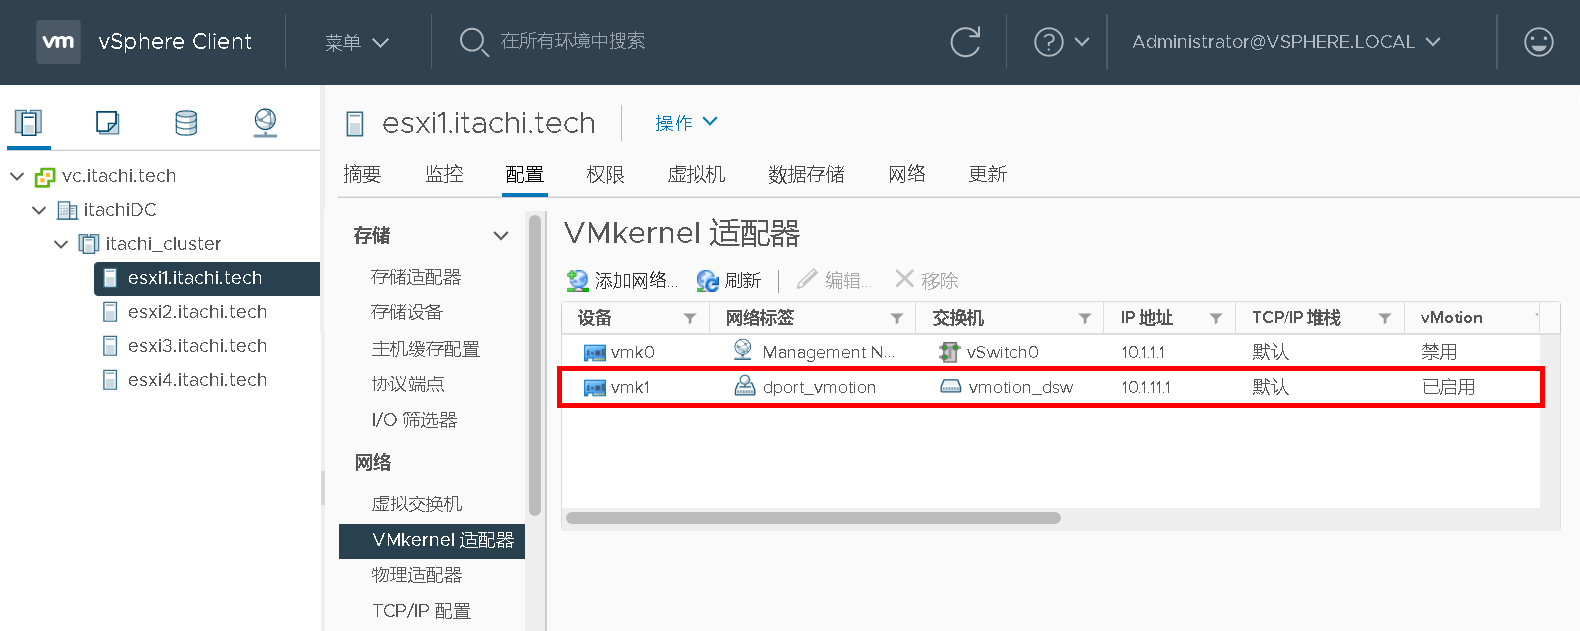 vm vSphere Client 菜单 在所有环境中搜索 Administrator@VSPHERE.LOCAL
vc.itachi.tech
itachiDC
itachi_cluster
esxi1.itachi.tech
esxi2.itachi.tech
esxi3.itachi.tech
esxi4.itachi.tech
esxi1.itachi.tech 操作
摘要 监控 配置 权限 虚拟机 数据存储 网络 更新
存储
存储适配器
存储设备
主机缓存配置
协议端点
I/O 筛选器
网络
虚拟交换机
VMkernel 适配器
物理适配器
TCP/IP 配置
VMkernel 适配器
添加网络... 刷新 编辑... 移除
设备 网络标签 交换机 IP 地址 TCP/IP 堆栈 vMotion
vmk0 Management N... vSwitch0 10.1.1.1 默认 禁用
vmk1 dport_vmotion vmotion_dsw 10.1.11.1 默认 已启用